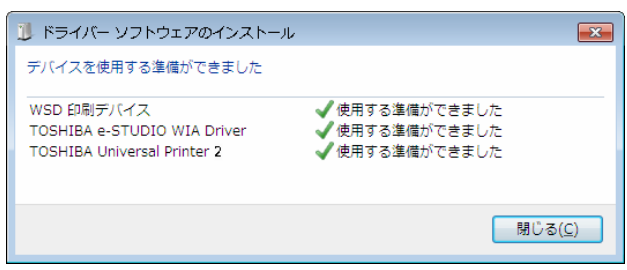 ドライバー ソフトウェアのインストール
デバイスを使用する準備ができました
WSD 印刷デバイス 使用する準備ができました
TOSHIBA e-STUDIO WIA Driver 使用する準備ができました
TOSHIBA Universal Printer 2 使用する準備ができました
閉じる(C)